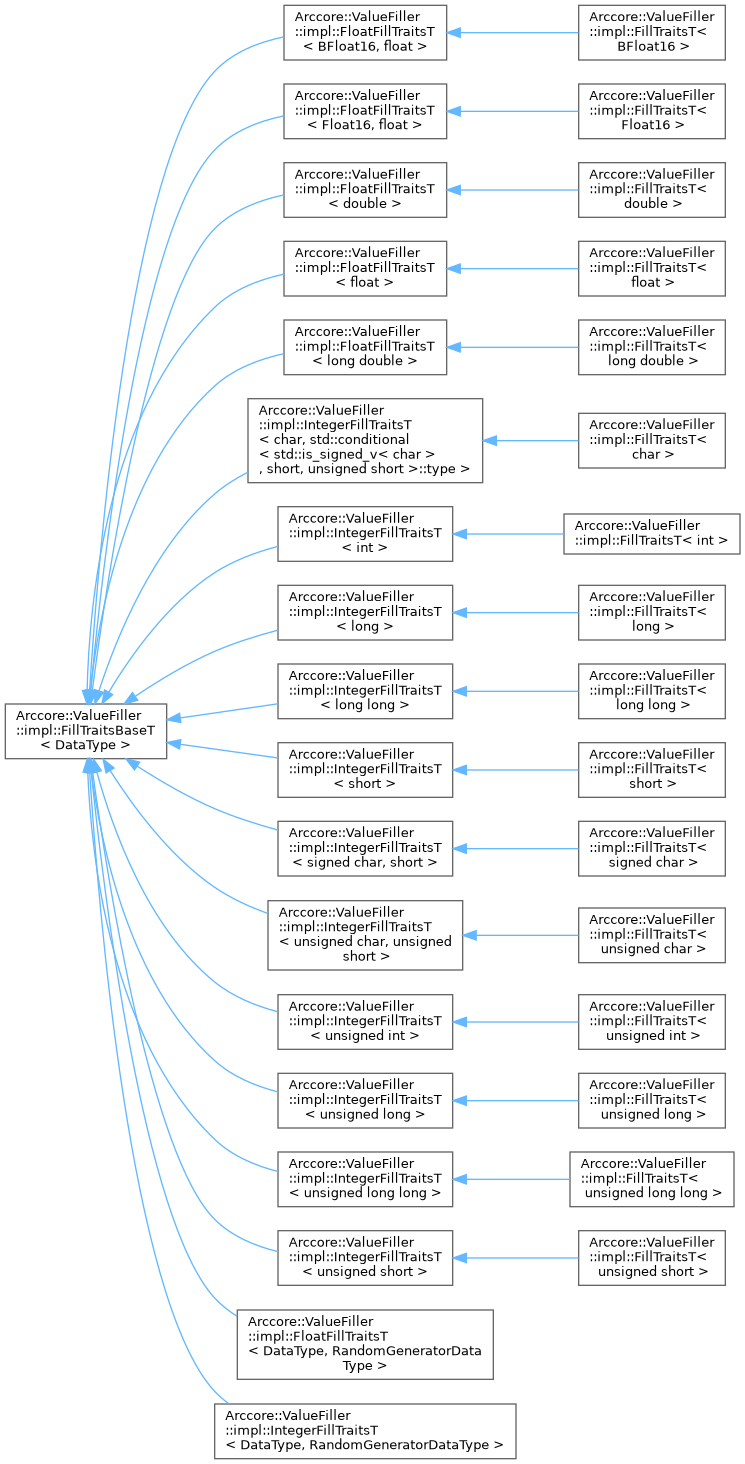 Arccore::ValueFiller
::impl::FloatFillTraitsT
< BFloat16, float >
Arccore::ValueFiller
::impl::FillTraitsT<
BFloat16 >
Arccore::ValueFiller
::impl::FloatFillTraitsT
< Float16, float >
Arccore::ValueFiller
::impl::FillTraitsT<
Float16 >
Arccore::ValueFiller
::impl::FloatFillTraitsT
< double >
Arccore::ValueFiller
::impl::FillTraitsT<
double >
Arccore::ValueFiller
::impl::FloatFillTraitsT
< float >
Arccore::ValueFiller
::impl::FillTraitsT<
float >
Arccore::ValueFiller
::impl::FloatFillTraitsT
< long double >
Arccore::ValueFiller
::impl::FillTraitsT<
long double >
Arccore::ValueFiller
::impl::IntegerFillTraitsT
< char, std::conditional
< std::is_signed_v< char >
, short, unsigned short >::type >
Arccore::ValueFiller
::impl::FillTraitsT<
char >
Arccore::ValueFiller
::impl::IntegerFillTraitsT
< int >
Arccore::ValueFiller
::impl::FillTraitsT< int >
Arccore::ValueFiller
::impl::IntegerFillTraitsT
< long >
Arccore::ValueFiller
::impl::FillTraitsT<
long >
Arccore::ValueFiller
::impl::IntegerFillTraitsT
< long long >
Arccore::ValueFiller
::impl::FillTraitsT<
long long >
Arccore::ValueFiller
::impl::FillTraitsBaseT
< DataType >
Arccore::ValueFiller
::impl::IntegerFillTraitsT
< short >
Arccore::ValueFiller
::impl::FillTraitsT<
short >
Arccore::ValueFiller
::impl::IntegerFillTraitsT
< signed char, short >
Arccore::ValueFiller
::impl::FillTraitsT<
signed char >
Arccore::ValueFiller
::impl::IntegerFillTraitsT
< unsigned char, unsigned
short >
Arccore::ValueFiller
::impl::FillTraitsT<
unsigned char >
Arccore::ValueFiller
::impl::IntegerFillTraitsT
< unsigned int >
Arccore::ValueFiller
::impl::FillTraitsT<
unsigned int >
Arccore::ValueFiller
::impl::IntegerFillTraitsT
< unsigned long >
Arccore::ValueFiller
::impl::FillTraitsT<
unsigned long >
Arccore::ValueFiller
::impl::IntegerFillTraitsT
< unsigned long long >
Arccore::ValueFiller
::impl::FillTraitsT<
unsigned long long >
Arccore::ValueFiller
::impl::IntegerFillTraitsT
< unsigned short >
Arccore::ValueFiller
::impl::FillTraitsT<
unsigned short >
Arccore::ValueFiller
::impl::FloatFillTraitsT
< DataType, RandomGeneratorData
Type >
Arccore::ValueFiller
::impl::IntegerFillTraitsT
< DataType, RandomGeneratorDataType >